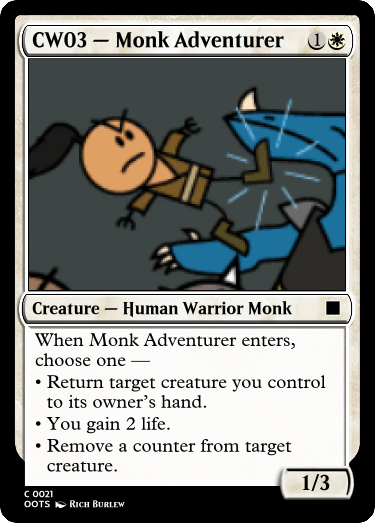 CW03 — Monk Adventurer 1
Creature — Human Warrior Monk
When Monk Adventurer enters,
choose one —
• Return target creature you control
to its owner's hand.
• You gain 2 life.
• Remove a counter from target
creature.
1/3
C 0021
OOTS Rich Burlew